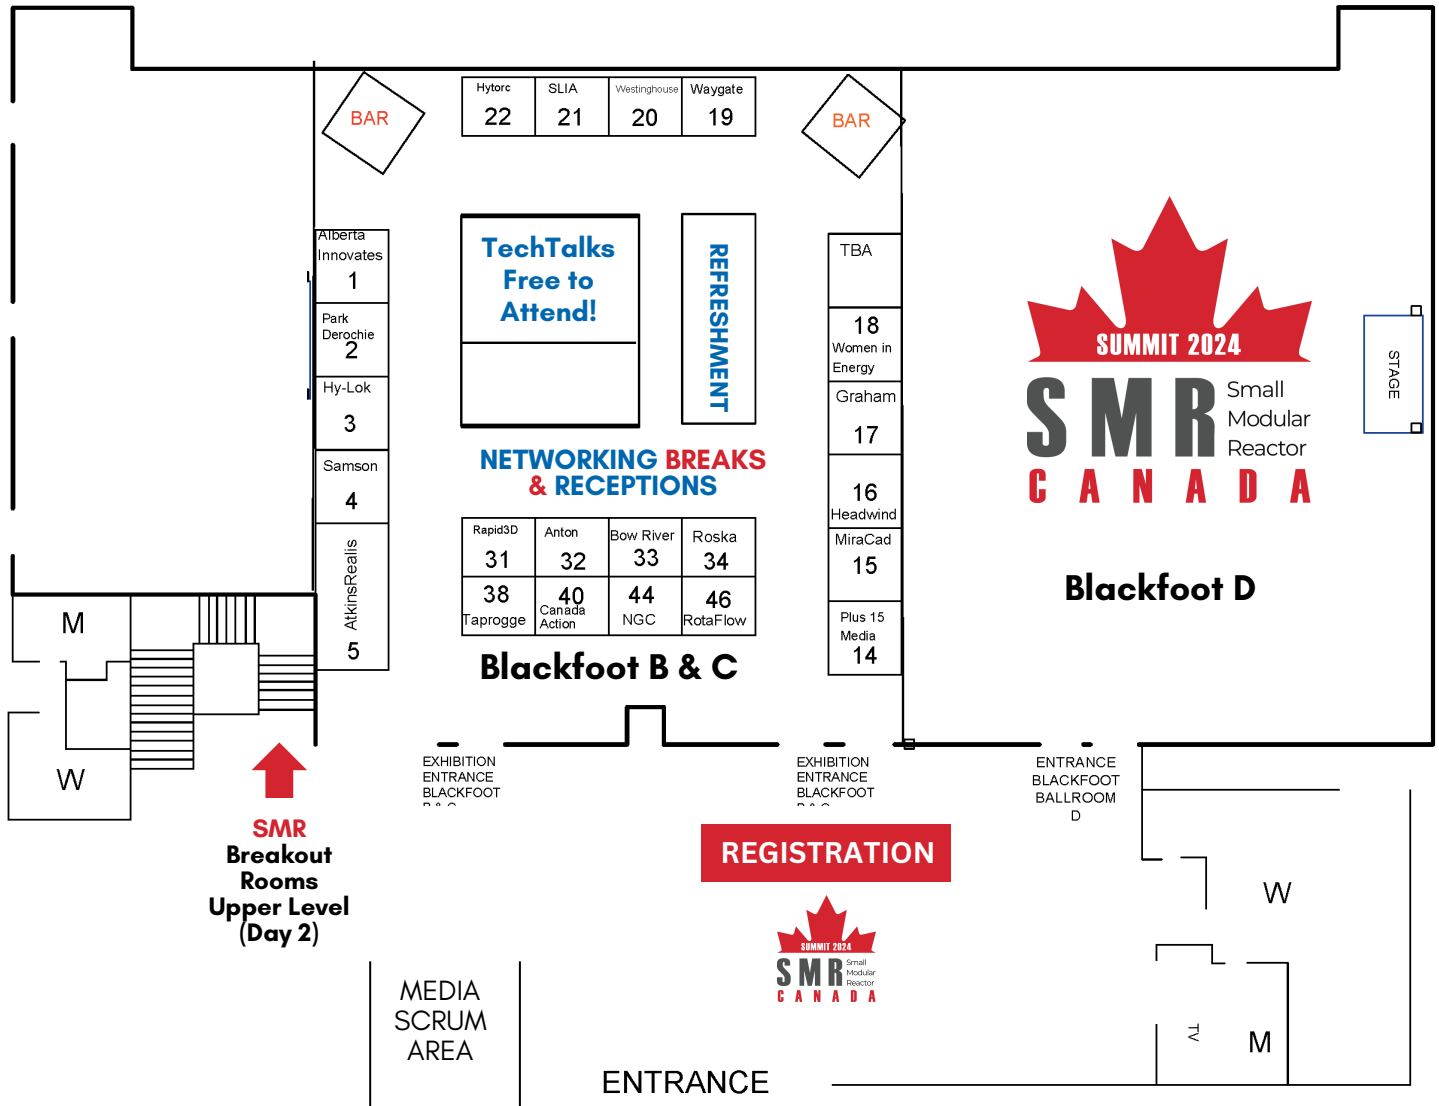 BAR
Hytorc
22
SLIA
21
Westinghouse
20
Waygate
19
BAR
Alberta
Innovates
1
Park
Derochie
2
Hy-Lok
3
Samson
4
AtkinsRealis
5
TechTalks
Free to
Attend!
REFRESHMENT
NETWORKING BREAKS
& RECEPTIONS
Rapid3D
31
Anton
32
Bow River
33
Roska
34
38
Taprogge
40
Canada
Action
44
NGC
46
RotaFlow
Blackfoot B & C
TBA
18
Women in
Energy
Graham
17
16
Headwind
MiraCad
15
Plus 15
Media
14
SUMMIT 2024
SMR
Small
Modular
Reactor
CANADA
STAGE
Blackfoot D
M
W
SMR
Breakout
Rooms
Upper Level
(Day 2)
EXHIBITION
ENTRANCE
BLACKFOOT
EXHIBITION
ENTRANCE
BLACKFOOT
ENTRANCE
BLACKFOOT
BALLROOM
D
REGISTRATION
SUMMIT 2024
SMR
Small
Modular
Reactor
CANADA
W
TV
M
MEDIA
SCRUM
AREA
ENTRANCE